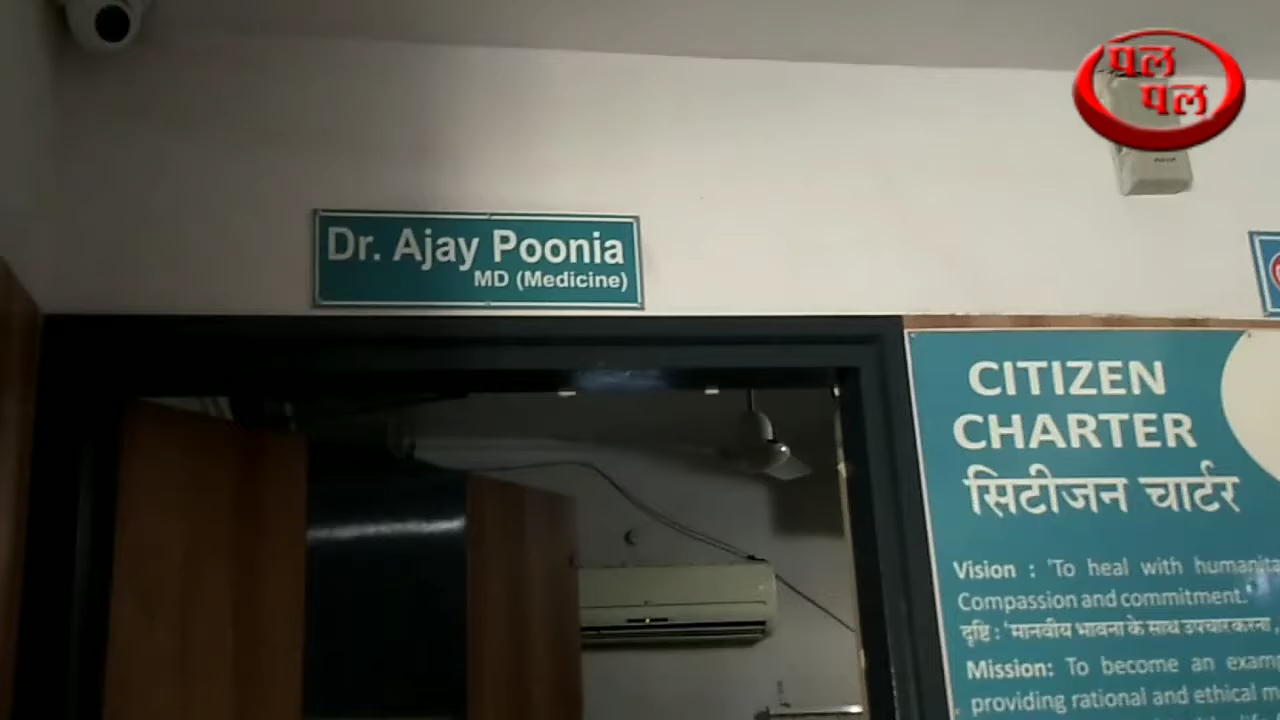 पल
पल
Dr. Ajay Poonia
MD (Medicine)
CITIZEN
CHARTER
सिटीजन चार्टर
Vision : 'To heal with
Compassion and commitment.'
दृष्टि : 'मानवीय भावना के साथ उपचार करना ,
Mission: To become an
providing rational and ethical